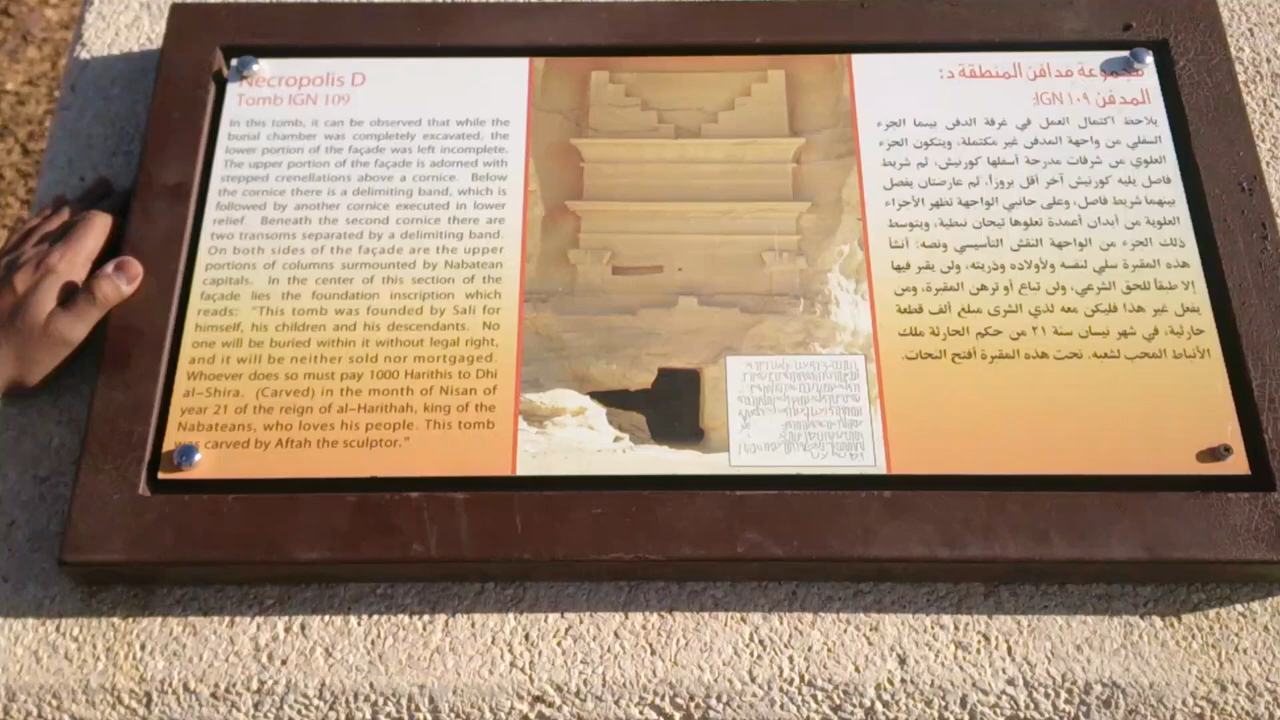 Necropolis D
Tomb IGN 109
In this tomb, it can be observed that while the
burial chamber was completely excavated, the
lower portion of the façade was left incomplete.
The upper portion of the façade is adorned with
stepped crenellations above a cornice. Below
the cornice there is a delimiting band, which is
followed by another cornice executed in lower
relief. Beneath the second cornice there are
two transoms separated by a delimiting band.
On both sides of the façade are the upper
portions of columns surmounted by Nabatean
capitals. In the center of this section of the
façade lies the foundation inscription which
reads: "This tomb was founded by Sali for
himself, his children and his descendants. No
one will be buried within it without legal right,
and it will be neither sold nor mortgaged.
Whoever does so must pay 1000 Harithis to Dhi
al-Shira. (Carved) in the month of Nisan of
year 21 of the reign of al-Harithah, king of the
Nabateans, who loves his people. This tomb
was carved by Aftah the sculptor."
مجموعة مدافن المنطقة د:
المدفن IGN ١٠٩:
يلاحظ اكتمال العمل في غرفة الدفن بينما الجزء
السفلي من واجهة المدفن غير مكتملة، ويتكون الجزء
العلوي من شرفات مدرجة أسفلها كورنيش، ثم شريط
فاصل يليه كورنيش آخر أقل بروزاً، ثم عارضتان يفصل
بينهما شريط فاصل، وعلى جانبي الواجهة تظهر الأجزاء
العلوية من أبدان أعمدة تعلوها تيجان نبطية، ويتوسط
ذلك الجزء من الواجهة النقش التأسيسي ونصه: أنشأ
هذه المقبرة سلي لنفسه ولأولاده وذريته، ولن يقبر فيها
إلا طبقاً للحق الشرعي، ولن تباع أو ترهن المقبرة، ومن
يفعل غير هذا فليكن معه لذي الشرى مبلغ ألف قطعة
حارثية، في شهر نيسان سنة ٢١ من حكم الحارثة ملك
الأنباط المحب لشعبه. نحت هذه المقبرة أفتح النحات.